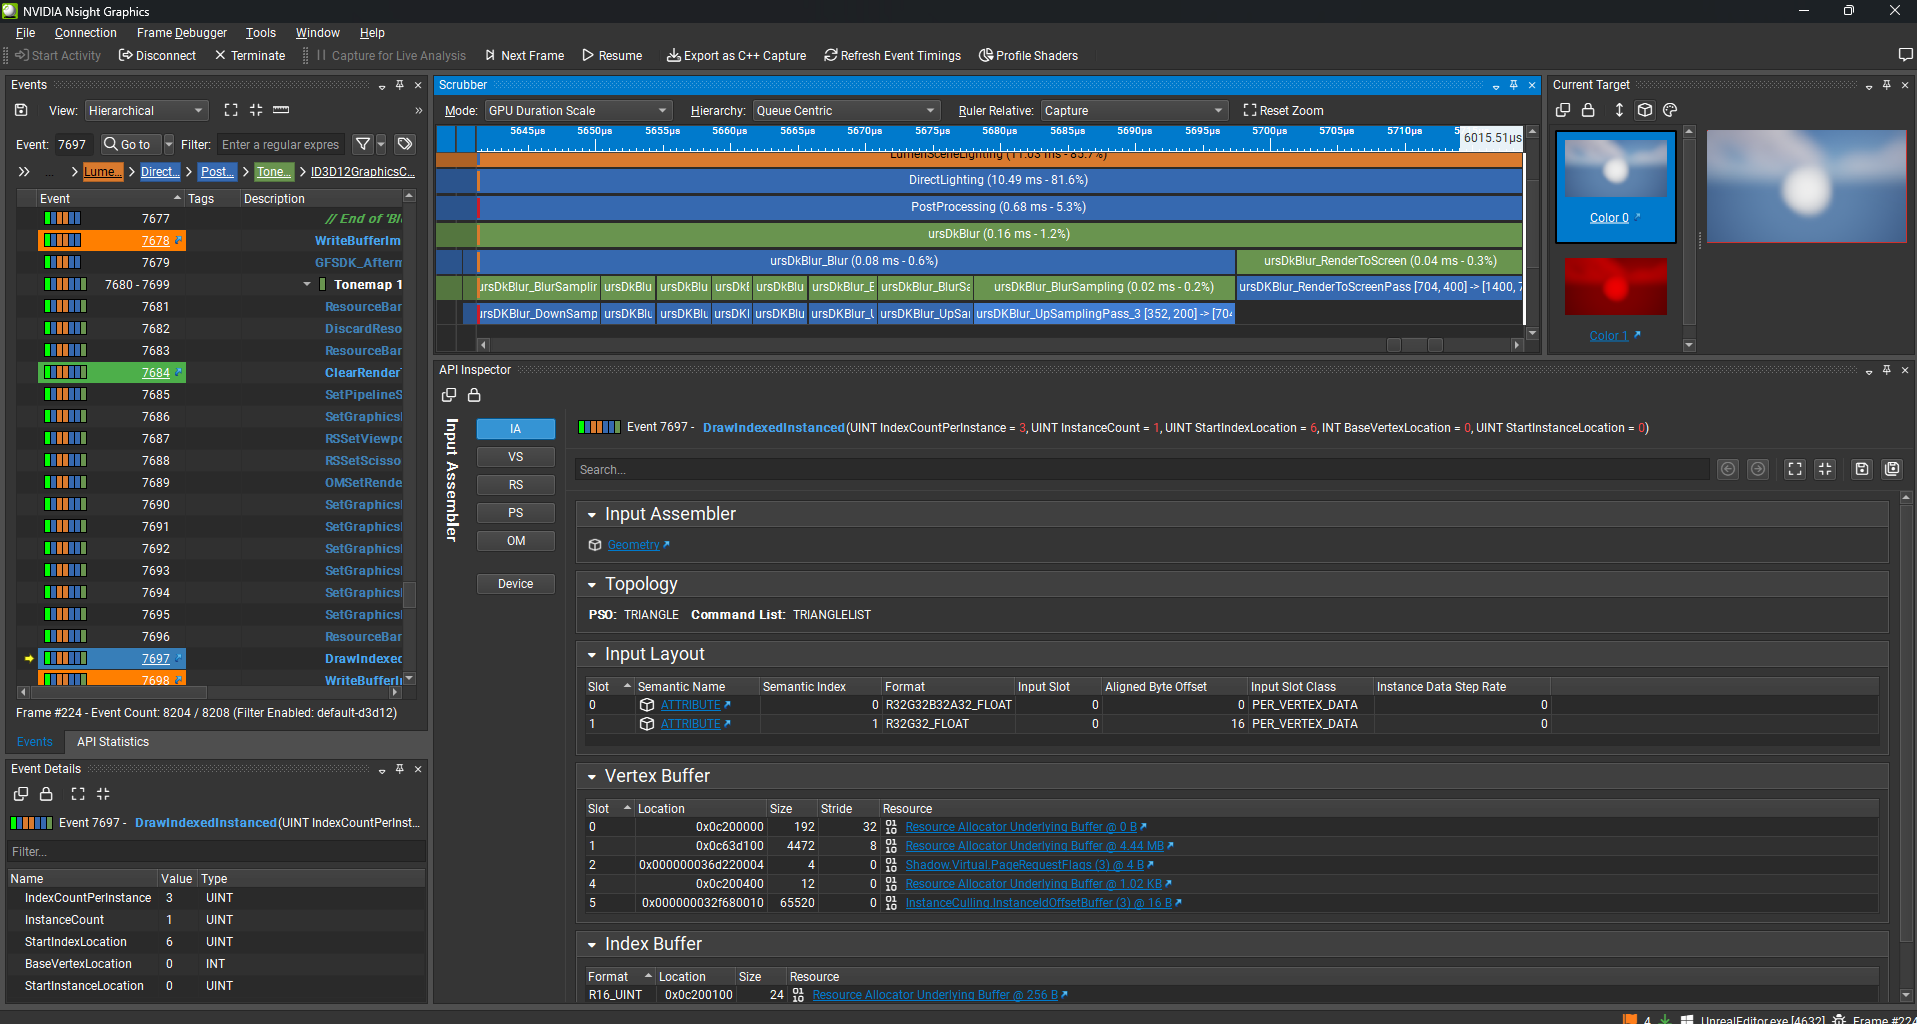 NVIDIA Nsight Graphics
File Connection Frame Debugger Tools Window Help
Start Activity Disconnect Terminate Capture for Live Analysis Next Frame Resume Export as C++ Capture Refresh Event Timings Profile Shaders
Events
View: Hierarchical
Event: 7697 Go to Filter: Enter a regular expres
... Lume... Direct... Post... Tone... ID3D12GraphicsC...
Event Tags Description
7677 // End of 'Bl
7678 WriteBufferIm
7679 GFSDK_Afterm
7680 - 7699 Tonemap 1
7681 ResourceBar
7682 DiscardReso
7683 ResourceBar
7684 ClearRender
7685 SetPipelineS
7686 SetGraphics
7687 RSSetViewpo
7688 RSSetScisso
7689 OMSetRende
7690 SetGraphics
7691 SetGraphics
7692 SetGraphics
7693 SetGraphics
7694 SetGraphics
7695 SetGraphics
7696 ResourceBar
7697 DrawIndexed
7698 WriteBufferI
Frame #224 - Event Count: 8204 / 8208 (Filter Enabled: default-d3d12)
Events API Statistics
Event Details
Event 7697 - DrawIndexedInstanced(UINT IndexCountPerInst...
Filter...
Name Value Type
IndexCountPerInstance 3 UINT
InstanceCount 1 UINT
StartIndexLocation 6 UINT
BaseVertexLocation 0 INT
StartInstanceLocation 0 UINT
Scrubber
Mode: GPU Duration Scale Hierarchy: Queue Centric Ruler Relative: Capture Reset Zoom
5645µs 5650µs 5655µs 5660µs 5665µs 5670µs 5675µs 5680µs 5685µs 5690µs 5695µs 5700µs 5705µs 5710µs 5 6015.51µs
LumenSceneLighting (11.03 ms - 85.7%)
DirectLighting (10.49 ms - 81.6%)
PostProcessing (0.68 ms - 5.3%)
ursDkBlur (0.16 ms - 1.2%)
ursDkBlur_Blur (0.08 ms - 0.6%) ursDkBlur_RenderToScreen (0.04 ms - 0.3%)
ursDkBlur_BlurSamplir ursDkBlu ursDkBlu ursDkE ursDkBlu ursDkBlur_E ursDkBlur_BlurSa ursDkBlur_BlurSampling (0.02 ms - 0.2%) ursDKBlur_RenderToScreenPass [704, 400] -> [1400, 7
ursDKBlur_DownSamp ursDKBlu ursDKBlu ursDKl ursDKBlu ursDKBlur_U ursDKBlur_UpSai ursDKBlur_UpSamplingPass_3 [352, 200] -> [704
Current Target
Color 0
Color 1
API Inspector
Input Assembler
IA
VS
RS
PS
OM
Device
Event 7697 - DrawIndexedInstanced(UINT IndexCountPerInstance = 3, UINT InstanceCount = 1, UINT StartIndexLocation = 6, INT BaseVertexLocation = 0, UINT StartInstanceLocation = 0)
Search...
Input Assembler
Geometry
Topology
PSO: TRIANGLE Command List: TRIANGLELIST
Input Layout
Slot Semantic Name Semantic Index Format Input Slot Aligned Byte Offset Input Slot Class Instance Data Step Rate
0 ATTRIBUTE 0 R32G32B32A32_FLOAT 0 0 PER_VERTEX_DATA 0
1 ATTRIBUTE 1 R32G32_FLOAT 0 16 PER_VERTEX_DATA 0
Vertex Buffer
Slot Location Size Stride Resource
0 0x0c200000 192 32 Resource Allocator Underlying Buffer @ 0 B
1 0x0c63d100 4472 8 Resource Allocator Underlying Buffer @ 4.44 MB
2 0x000000036d220004 4 0 Shadow.Virtual.PageRequestFlags (3) @ 4 B
4 0x0c200400 12 0 Resource Allocator Underlying Buffer @ 1.02 KB
5 0x000000032f680010 65520 0 InstanceCulling.InstanceIdOffsetBuffer (3) @ 16 B
Index Buffer
Format Location Size Resource
R16_UINT 0x0c200100 24 Resource Allocator Underlying Buffer @ 256 B
4 UnrealEditor.exe [4632] Frame #224